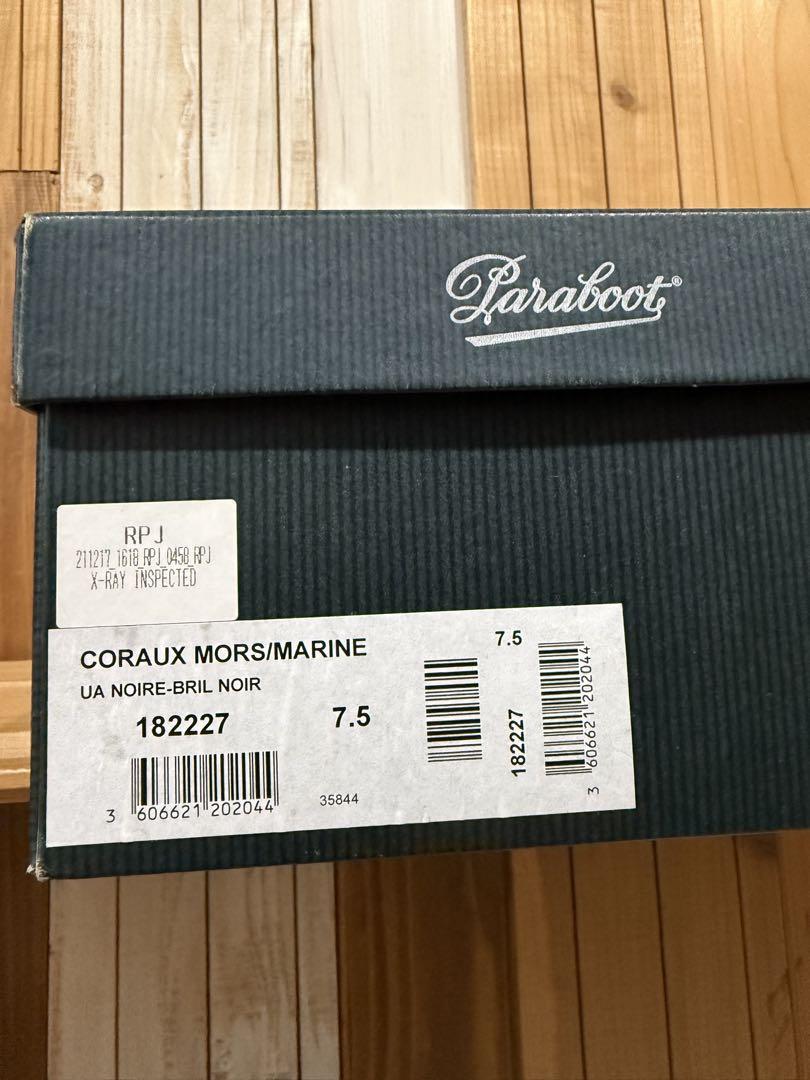 Paraboot®
RPJ
211217_1618_RPJ_0458_RPJ
X-RAY INSPECTED
CORAUX MORS/MARINE
UA NOIRE-BRIL NOIR
182227 7.5
3 606621 202044
35844
7.5
182227
3 606621 202044